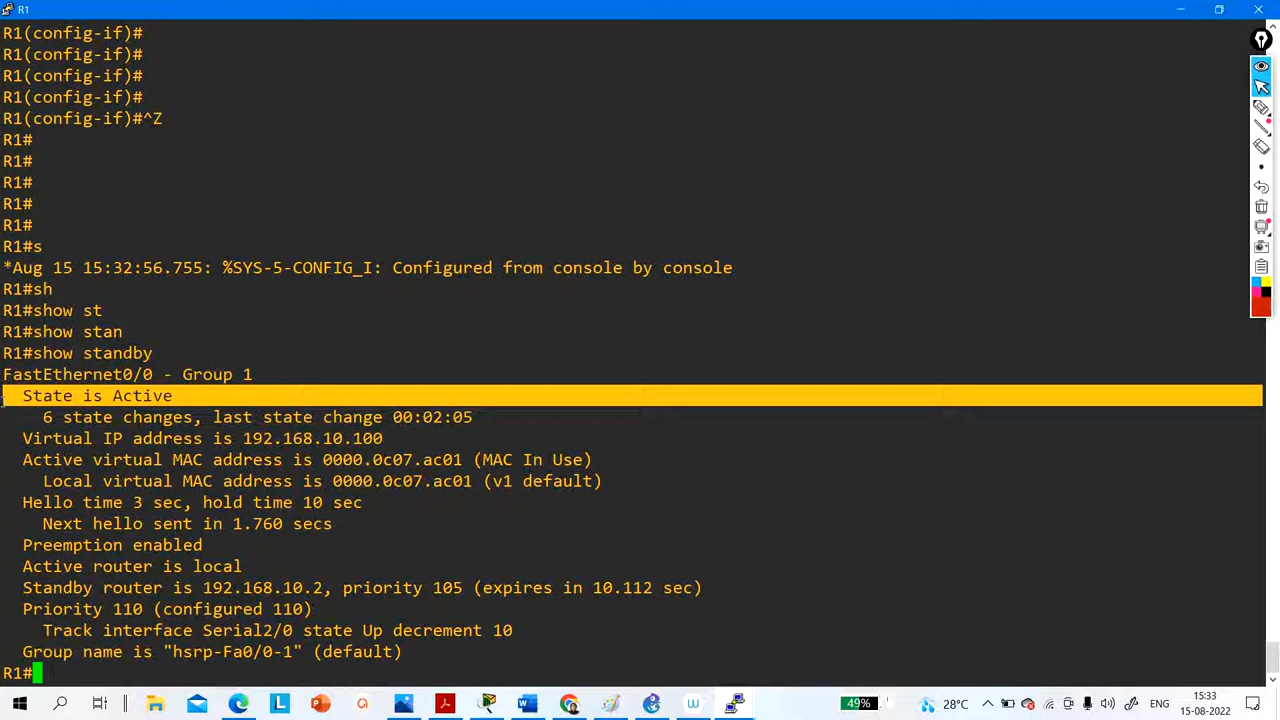 R1
R1(config-if)#
R1(config-if)#
R1(config-if)#
R1(config-if)#
R1(config-if)#^Z
R1#
R1#
R1#
R1#
R1#
R1#s
*Aug 15 15:32:56.755: %SYS-5-CONFIG_I: Configured from console by console
R1#sh
R1#show st
R1#show stan
R1#show standby
FastEthernet0/0 - Group 1
State is Active
6 state changes, last state change 00:02:05
Virtual IP address is 192.168.10.100
Active virtual MAC address is 0000.0c07.ac01 (MAC In Use)
Local virtual MAC address is 0000.0c07.ac01 (v1 default)
Hello time 3 sec, hold time 10 sec
Next hello sent in 1.760 secs
Preemption enabled
Active router is local
Standby router is 192.168.10.2, priority 105 (expires in 10.112 sec)
Priority 110 (configured 110)
Track interface Serial2/0 state Up decrement 10
Group name is "hsrp-Fa0/0-1" (default)
R1#
49%
28°C
ENG
15:33
15-08-2022